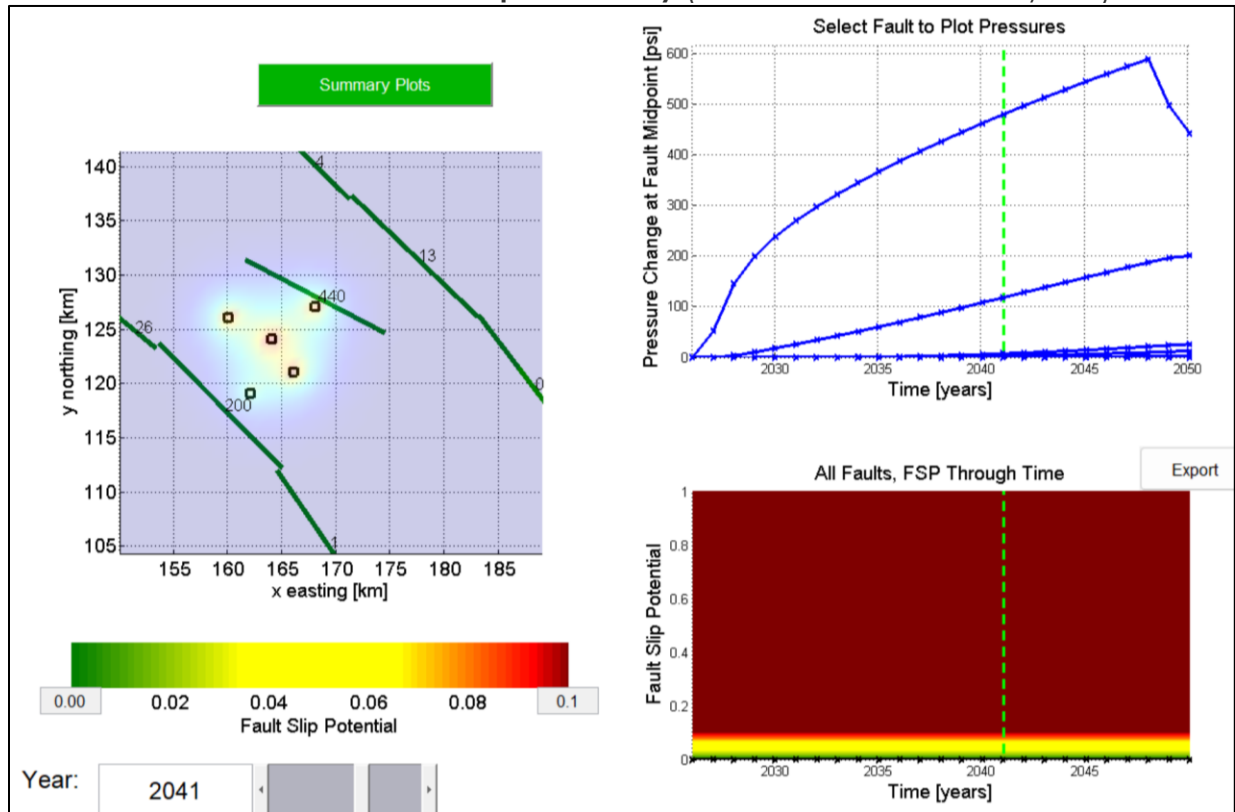 Summary Plots
y northing [km]
140
135
130
125
120
115
110
105
4
13
440
26
200
0
1
155 160 165 170 175 180 185
x easting [km]
0.00 0.02 0.04 0.06 0.08 0.1
Fault Slip Potential
Year: 2041
Select Fault to Plot Pressures
Pressure Change at Fault Midpoint [psi]
600
500
400
300
200
100
0
2030 2035 2040 2045 2050
Time [years]
Export
All Faults, FSP Through Time
Fault Slip Potential
1
0.8
0.6
0.4
0.2
0
2030 2035 2040 2045
Time [years]